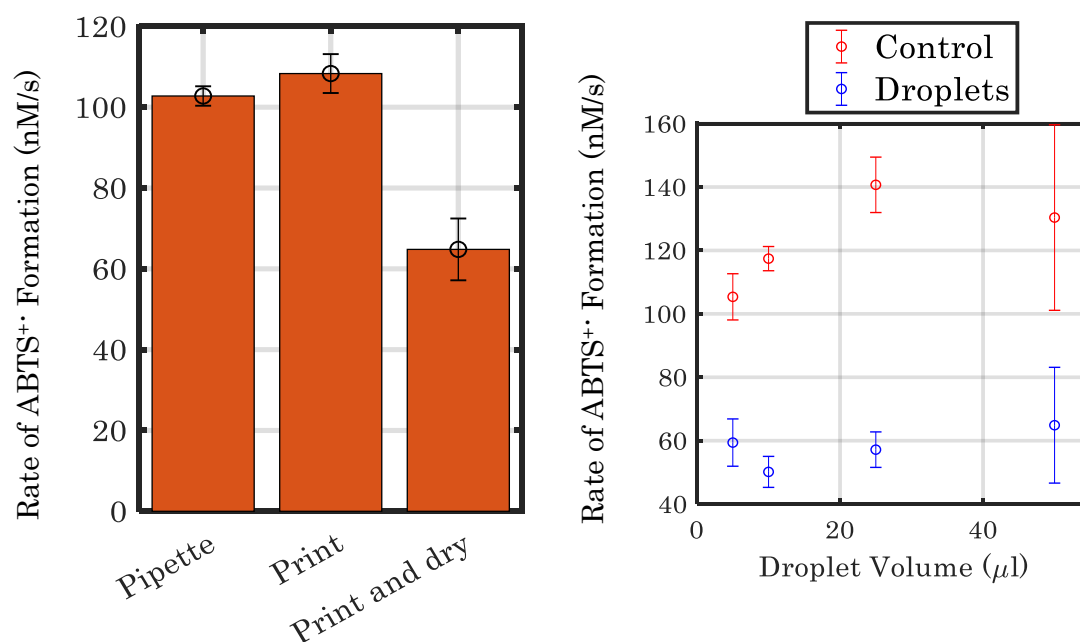 Rate of ABTS⁺· Formation (nM/s)
120
100
80
60
40
20
0
Pipette
Print
Print and dry
Control
Droplets
Rate of ABTS⁺· Formation (nM/s)
160
140
120
100
80
60
40
0
20
40
Droplet Volume (μl)